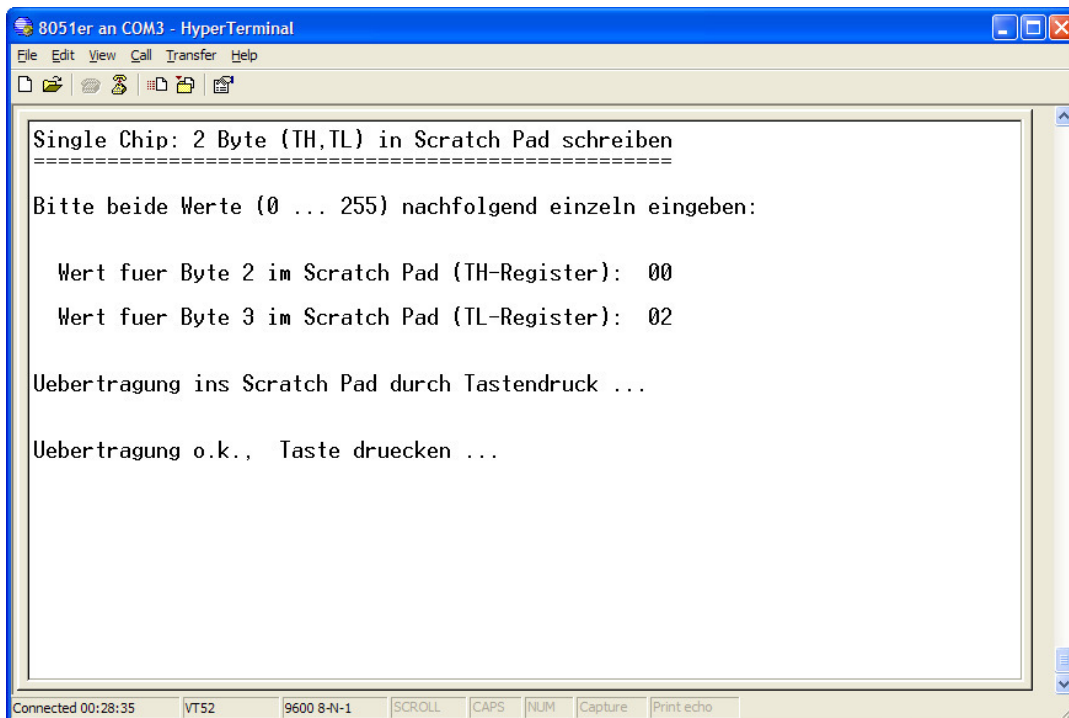 8051er an COM3 - HyperTerminal
File Edit View Call Transfer Help
Single Chip: 2 Byte (TH,TL) in Scratch Pad schreiben
====================================================
Bitte beide Werte (0 ... 255) nachfolgend einzeln eingeben:
Wert fuer Byte 2 im Scratch Pad (TH-Register): 00
Wert fuer Byte 3 im Scratch Pad (TL-Register): 02
Uebertragung ins Scratch Pad durch Tastendruck ...
Uebertragung o.k., Taste druecken ...
Connected 00:28:35 VT52 9600 8-N-1 SCROLL CAPS NUM Capture Print echo